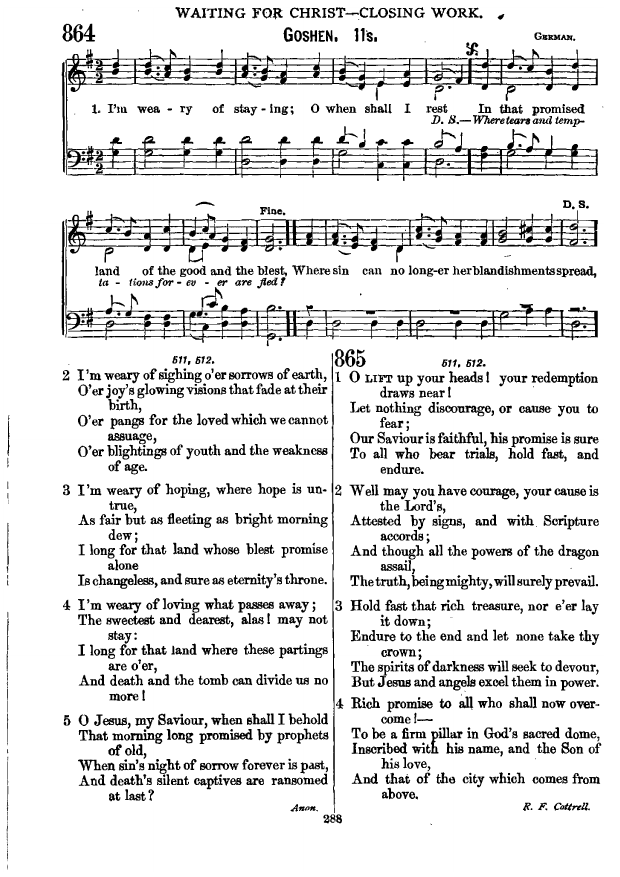 WAITING FOR CHRIST—CLOSING WORK.
864
GOSHEN. 11s.
GERMAN.
1. I'm wea - ry of stay - ing; O when shall I rest In that promised
D. S.—Where tears and temp-
Fine.
D. S.
land of the good and the blest, Where sin can no long-er her blandishments spread,
ta - tions for - ev - er are fled?
511, 512.
2 I'm weary of sighing o'er sorrows of earth,
O'er joy's glowing visions that fade at their
birth,
O'er pangs for the loved which we cannot
assuage,
O'er blightings of youth and the weakness
of age.
3 I'm weary of hoping, where hope is un-
true,
As fair but as fleeting as bright morning
dew;
I long for that land whose blest promise
alone
Is changeless, and sure as eternity's throne.
4 I'm weary of loving what passes away;
The sweetest and dearest, alas! may not
stay:
I long for that land where these partings
are o'er,
And death and the tomb can divide us no
more!
5 O Jesus, my Saviour, when shall I behold
That morning long promised by prophets
of old,
When sin's night of sorrow forever is past,
And death's silent captives are ransomed
at last?
Anon.
865
511, 512.
1 O LIFT up your heads! your redemption
draws near!
Let nothing discourage, or cause you to
fear;
Our Saviour is faithful, his promise is sure
To all who bear trials, hold fast, and
endure.
2 Well may you have courage, your cause is
the Lord's,
Attested by signs, and with Scripture
accords;
And though all the powers of the dragon
assail,
The truth, being mighty, will surely prevail.
3 Hold fast that rich treasure, nor e'er lay
it down;
Endure to the end and let none take thy
crown;
The spirits of darkness will seek to devour,
But Jesus and angels excel them in power.
4 Rich promise to all who shall now over-
come!—
To be a firm pillar in God's sacred dome,
Inscribed with his name, and the Son of
his love,
And that of the city which comes from
above.
R. F. Cottrell.
288